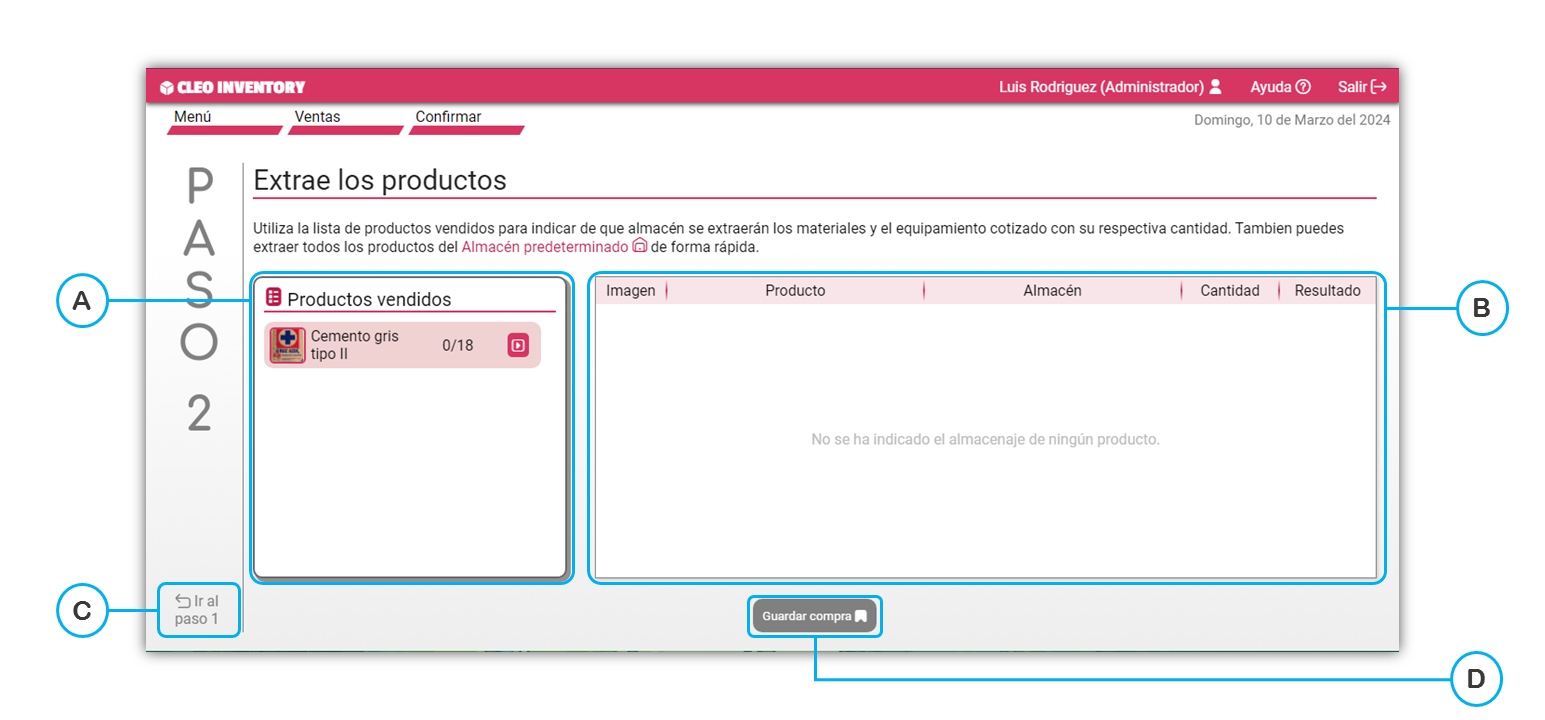 CLEO INVENTORY
Luis Rodriguez (Administrador)
Ayuda
Salir
Menú
Ventas
Confirmar
Domingo, 10 de Marzo del 2024
PASO 2
Extrae los productos
Utiliza la lista de productos vendidos para indicar de que almacén se extraerán los materiales y el equipamiento cotizado con su respectiva cantidad. Tambien puedes
extraer todos los productos del Almacén predeterminado de forma rápida.
A
Productos vendidos
Cemento gris
tipo II
0/18
B
Imagen
Producto
Almacén
Cantidad
Resultado
No se ha indicado el almacenaje de ningún producto.
C
Ir al
paso 1
Guardar compra
D